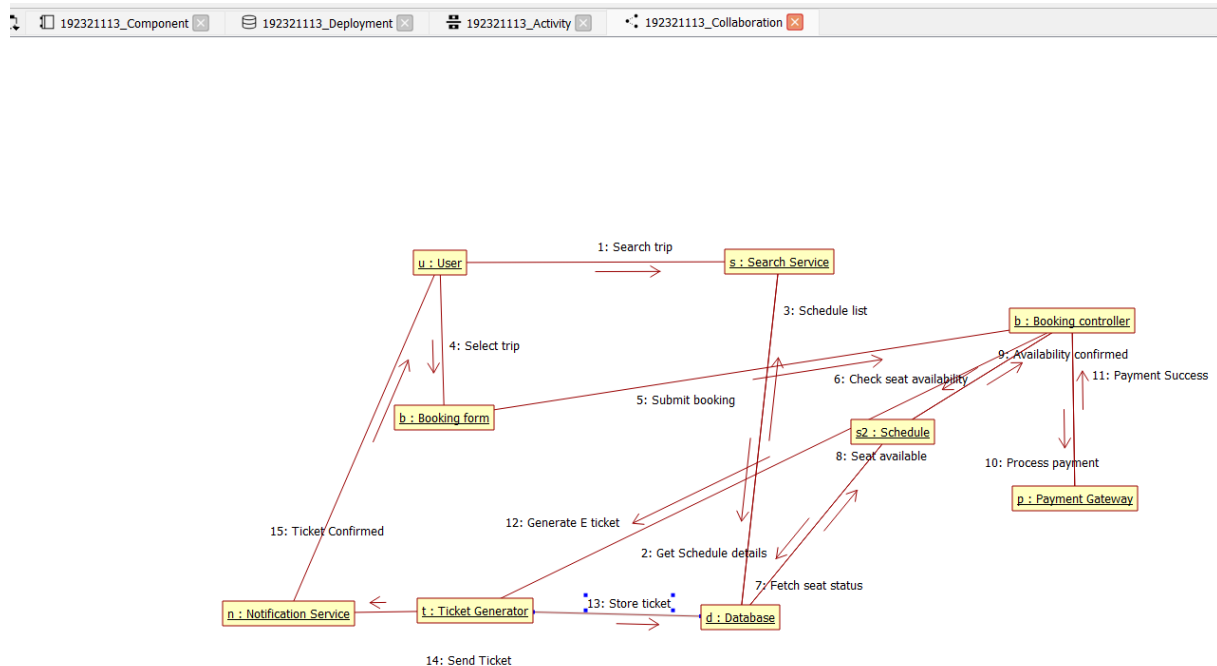 192321113_Component
192321113_Deployment
192321113_Activity
192321113_Collaboration
1: Search trip
u : User
s : Search Service
3: Schedule list
b : Booking controller
4: Select trip
9: Availability confirmed
6: Check seat availability
11: Payment Success
5: Submit booking
b : Booking form
s2 : Schedule
8: Seat available
10: Process payment
p : Payment Gateway
12: Generate E ticket
15: Ticket Confirmed
2: Get Schedule details
7: Fetch seat status
13: Store ticket
n : Notification Service
t : Ticket Generator
d : Database
14: Send Ticket